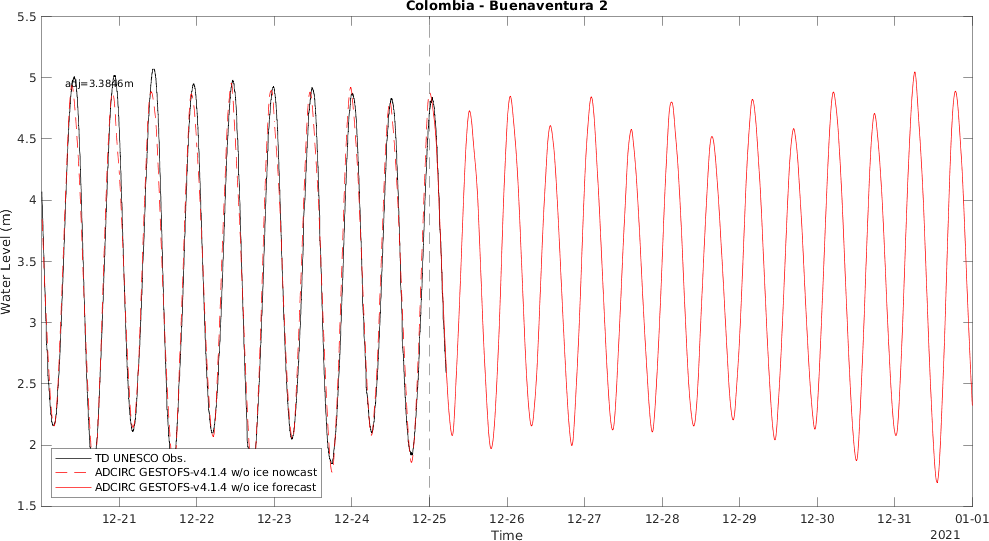 Colombia - Buenaventura 2
5.5
5
4.5
4
3.5
3
2.5
2
1.5
Water Level (m)
adj=3.3846m
TD UNESCO Obs.
ADCIRC GESTOFS-v4.1.4 w/o ice nowcast
ADCIRC GESTOFS-v4.1.4 w/o ice forecast
12-21 12-22 12-23 12-24 12-25 12-26 12-27 12-28 12-29 12-30 12-31 01-01
Time
2021